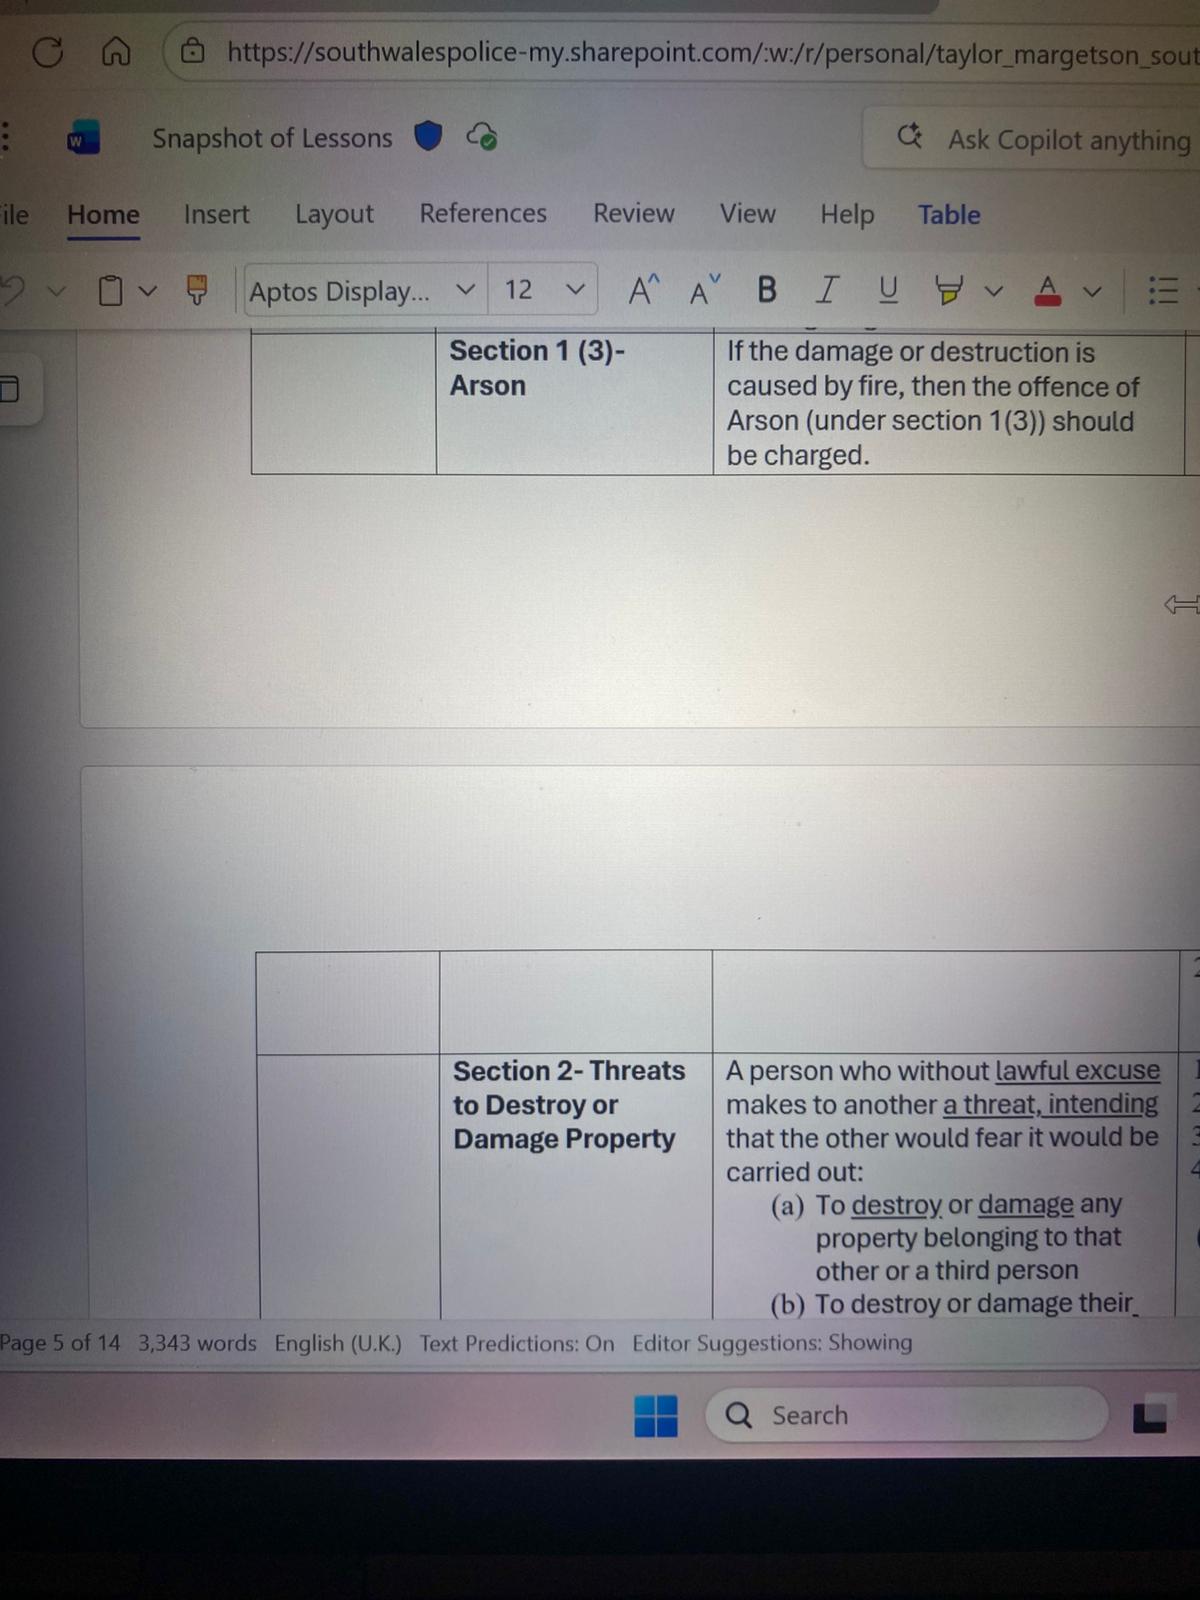 https://southwalespolice-my.sharepoint.com/:w:/r/personal/taylor_margetson_sout
Snapshot of Lessons
Ask Copilot anything
Home Insert Layout References Review View Help Table
Aptos Display... 12
Section 1 (3)-
Arson
If the damage or destruction is
caused by fire, then the offence of
Arson (under section 1(3)) should
be charged.
Section 2- Threats
to Destroy or
Damage Property
A person who without lawful excuse
makes to another a threat, intending
that the other would fear it would be
carried out:
(a) To destroy or damage any
property belonging to that
other or a third person
(b) To destroy or damage their
Page 5 of 14 3,343 words English (U.K.) Text Predictions: On Editor Suggestions: Showing
Search